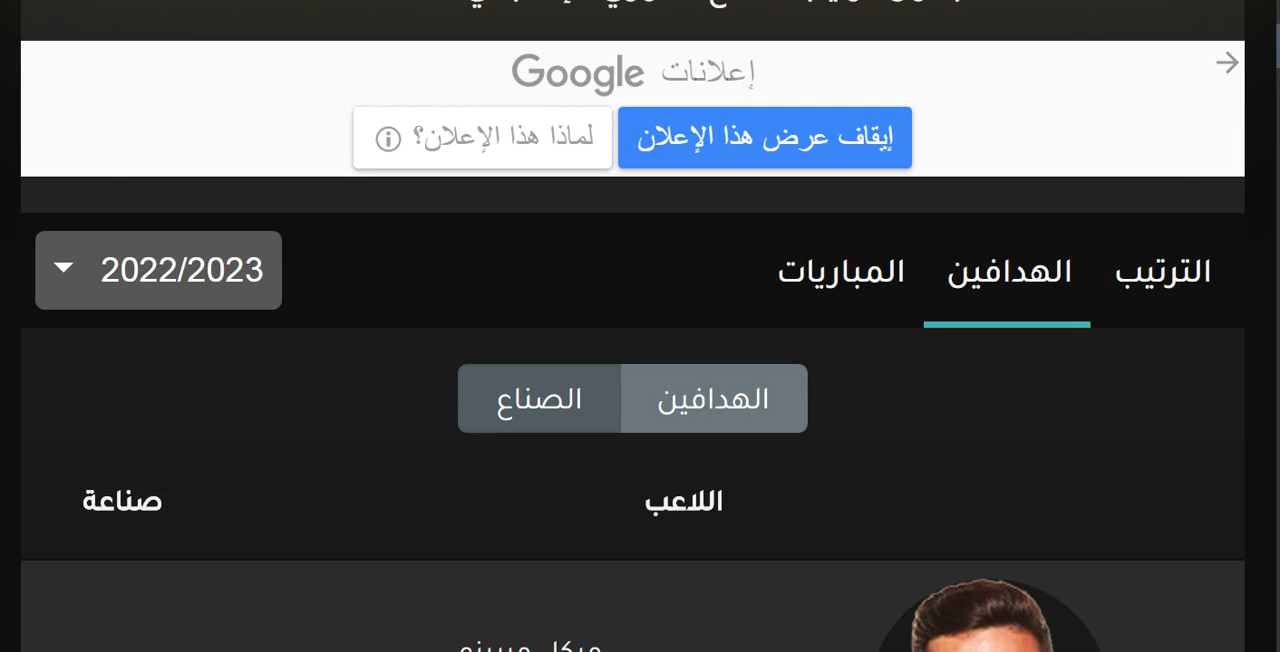 إعلانات Google
إيقاف عرض هذا الإعلان لماذا هذا الإعلان؟
الترتيب الهدافين المباريات 2022/2023
الهدافين الصناع
اللاعب صناعة